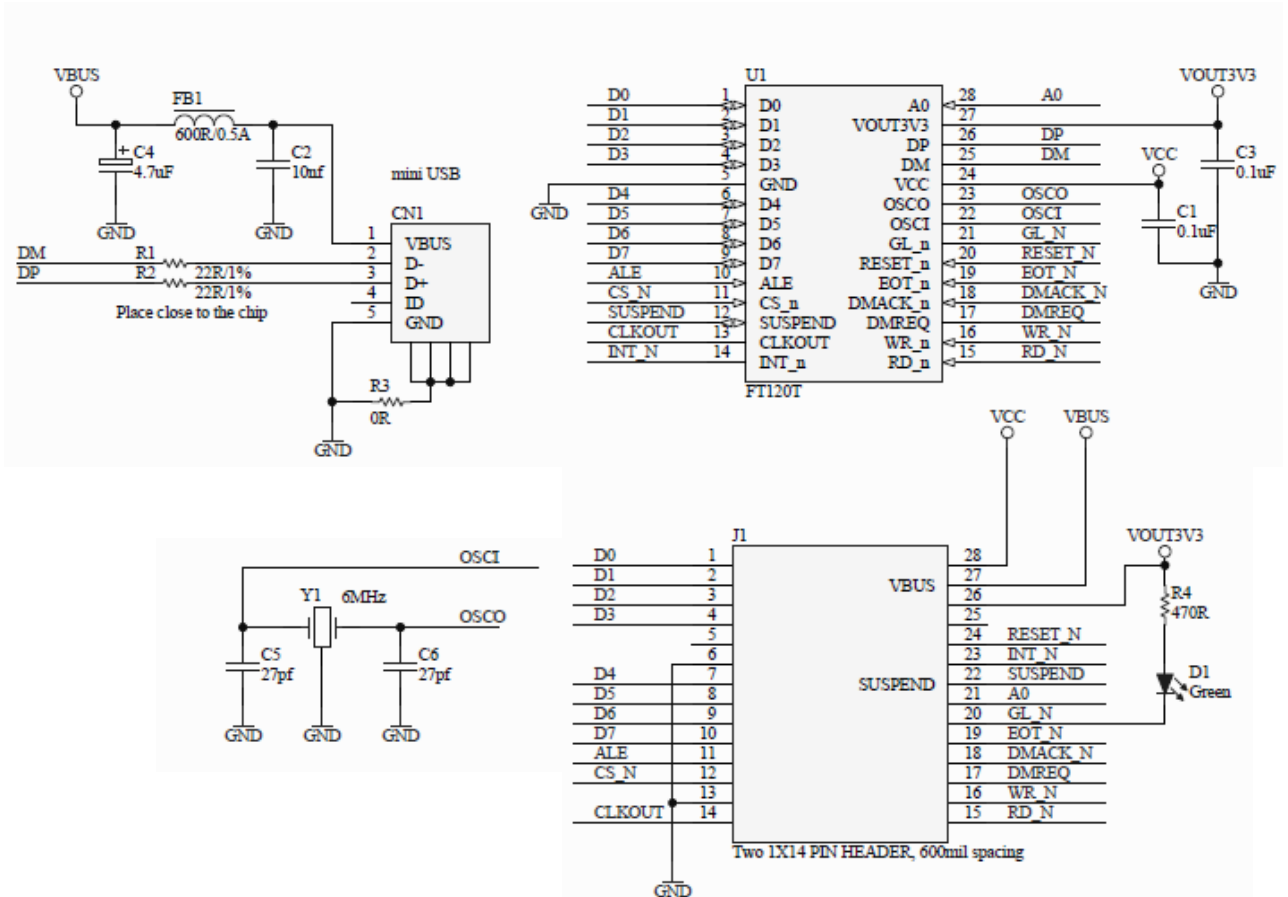 VBUS
FB1
600R/0.5A
C4
4.7uF
C2
10nf
GND
GND
mini USB
CN1
1 VBUS
2 D-
3 D+
4 ID
5 GND
DM R1 22R/1%
DP R2 22R/1%
Place close to the chip
R3
0R
GND
U1
D0 1 D0
D1 2 D1
D2 3 D2
D3 4 D3
5 GND
GND
D4 6 D4
D5 7 D5
D6 8 D6
D7 9 D7
ALE 10 ALE
CS_N 11 CS_n
SUSPEND 12 SUSPEND
CLKOUT 13 CLKOUT
INT_N 14 INT_n
A0 28 A0
VOUT3V3 27
DP 26 DP
DM 25 DM
VCC 24
OSCO 23 OSCO
OSCI 22 OSCI
GL_n 21 GL_N
RESET_n 20 RESET_N
EOT_n 19 EOT_N
DMACK_n 18 DMACK_N
DMREQ 17 DMREQ
WR_n 16 WR_N
RD_n 15 RD_N
FT120T
VOUT3V3
VCC
C3
0.1uF
C1
0.1uF
GND
OSCI
Y1 6MHz
OSCO
C5
27pf
C6
27pf
GND
GND
GND
VCC
VBUS
J1
D0 1
D1 2
D2 3
D3 4
5
6
D4 7
D5 8
D6 9
D7 10
ALE 11
CS_N 12
13
CLKOUT 14
28
VBUS 27
26
25
24 RESET_N
23 INT_N
SUSPEND 22 SUSPEND
21 A0
20 GL_N
19 EOT_N
18 DMACK_N
17 DMREQ
16 WR_N
15 RD_N
VOUT3V3
R4
470R
D1
Green
Two 1X14 PIN HEADER, 600mil spacing
GND